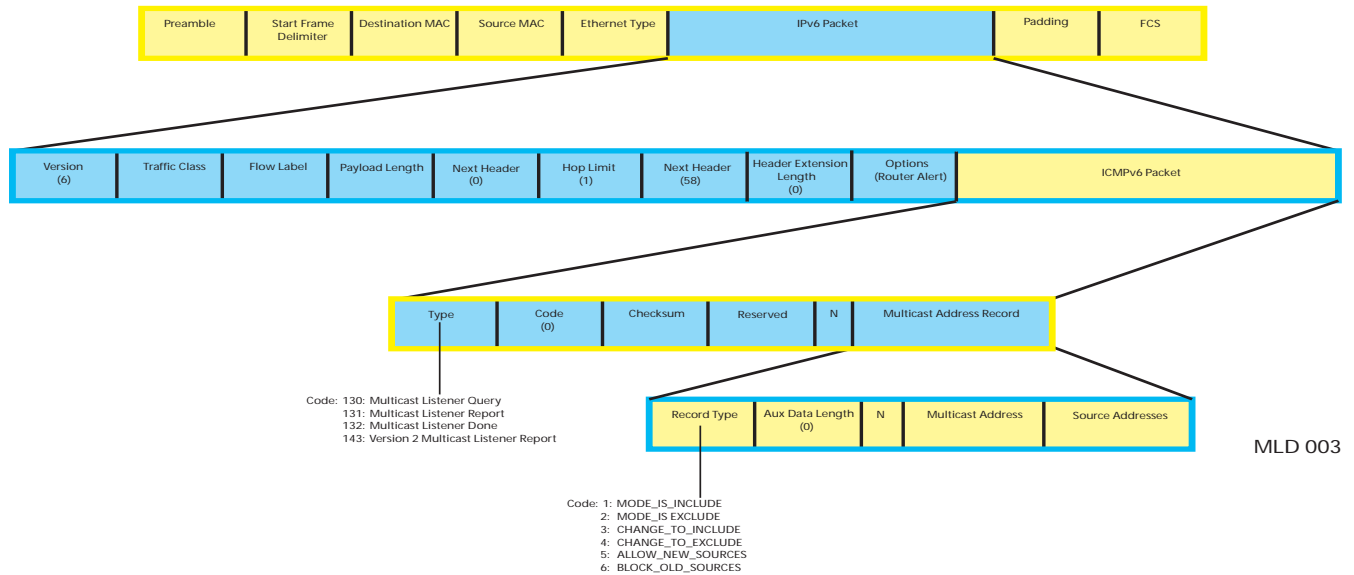 Preamble
Start Frame
Delimiter
Destination MAC
Source MAC
Ethernet Type
IPv6 Packet
Padding
FCS
Version
(6)
Traffic Class
Flow Label
Payload Length
Next Header
(0)
Hop Limit
(1)
Next Header
(58)
Header Extension
Length
(0)
Options
(Router Alert)
ICMPv6 Packet
Type
Code
(0)
Checksum
Reserved
N
Multicast Address Record
Code: 130: Multicast Listener Query
131: Multicast Listener Report
132: Multicast Listener Done
143: Version 2 Multicast Listener Report
Record Type
Aux Data Length
(0)
N
Multicast Address
Source Addresses
MLD 003
Code: 1: MODE_IS_INCLUDE
2: MODE_IS EXCLUDE
3: CHANGE_TO_INCLUDE
4: CHANGE_TO_EXCLUDE
5: ALLOW_NEW_SOURCES
6: BLOCK_OLD_SOURCES